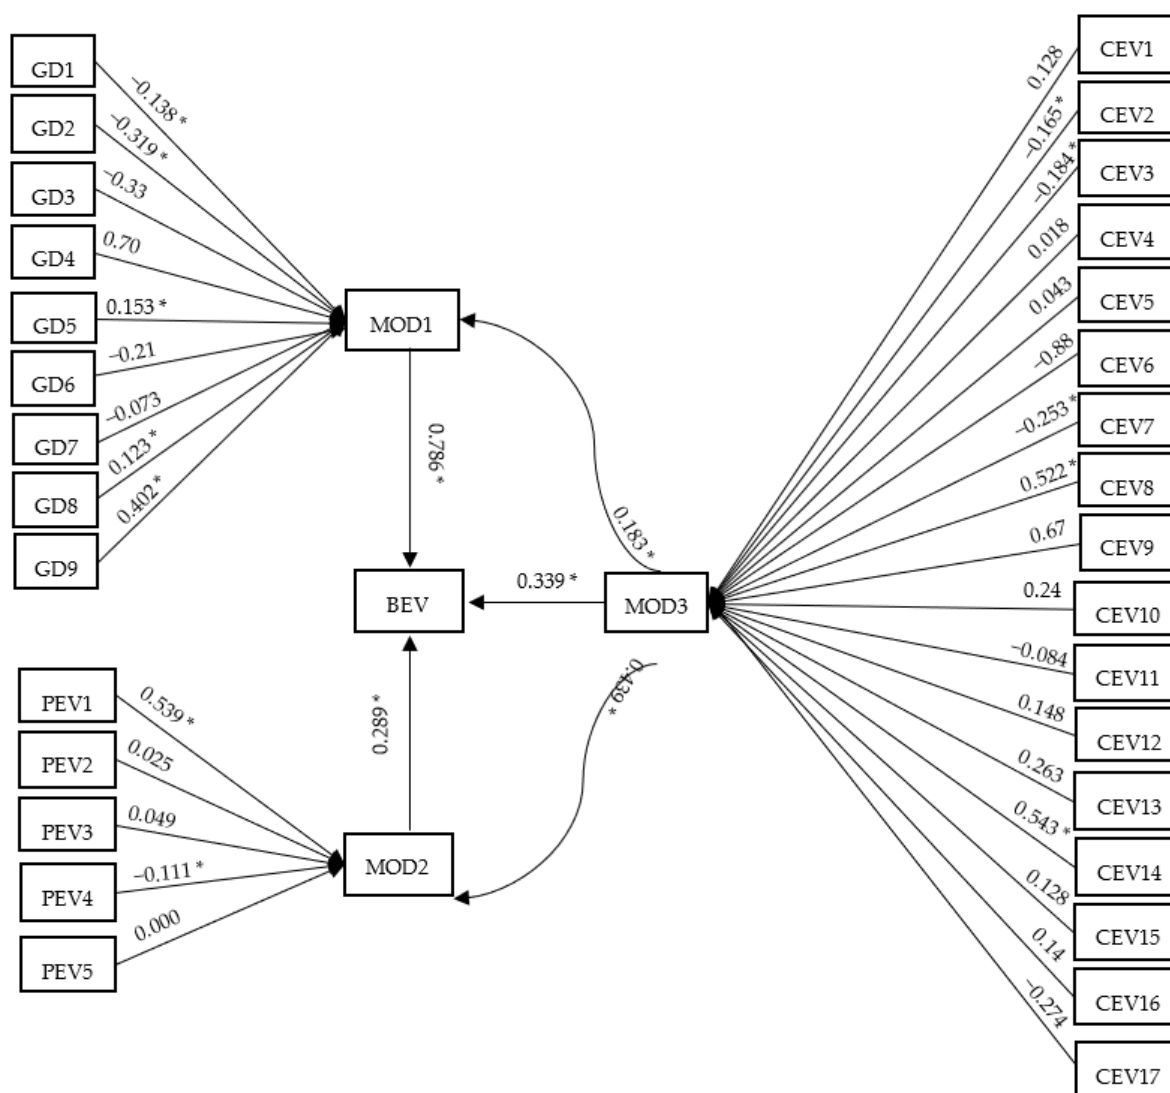 GD1
−0.138 *
GD2
−0.319 *
GD3
−0.33
GD4
0.70
GD5
0.153 *
GD6
−0.21
GD7
−0.073
GD8
0.123 *
GD9
0.402 *
MOD1
0.786 *
BEV
0.339 *
MOD3
0.183 *
0.439 *
0.289 *
MOD2
PEV1
0.539 *
PEV2
0.025
PEV3
0.049
PEV4
−0.111 *
PEV5
0.000
0.128
CEV1
−0.165 *
CEV2
−0.184 *
CEV3
0.018
CEV4
0.043
CEV5
−0.88
CEV6
−0.253 *
CEV7
0.522 *
CEV8
0.67
CEV9
0.24
CEV10
−0.084
CEV11
0.148
CEV12
0.263
CEV13
0.543 *
CEV14
0.128
CEV15
0.14
CEV16
−0.274
CEV17